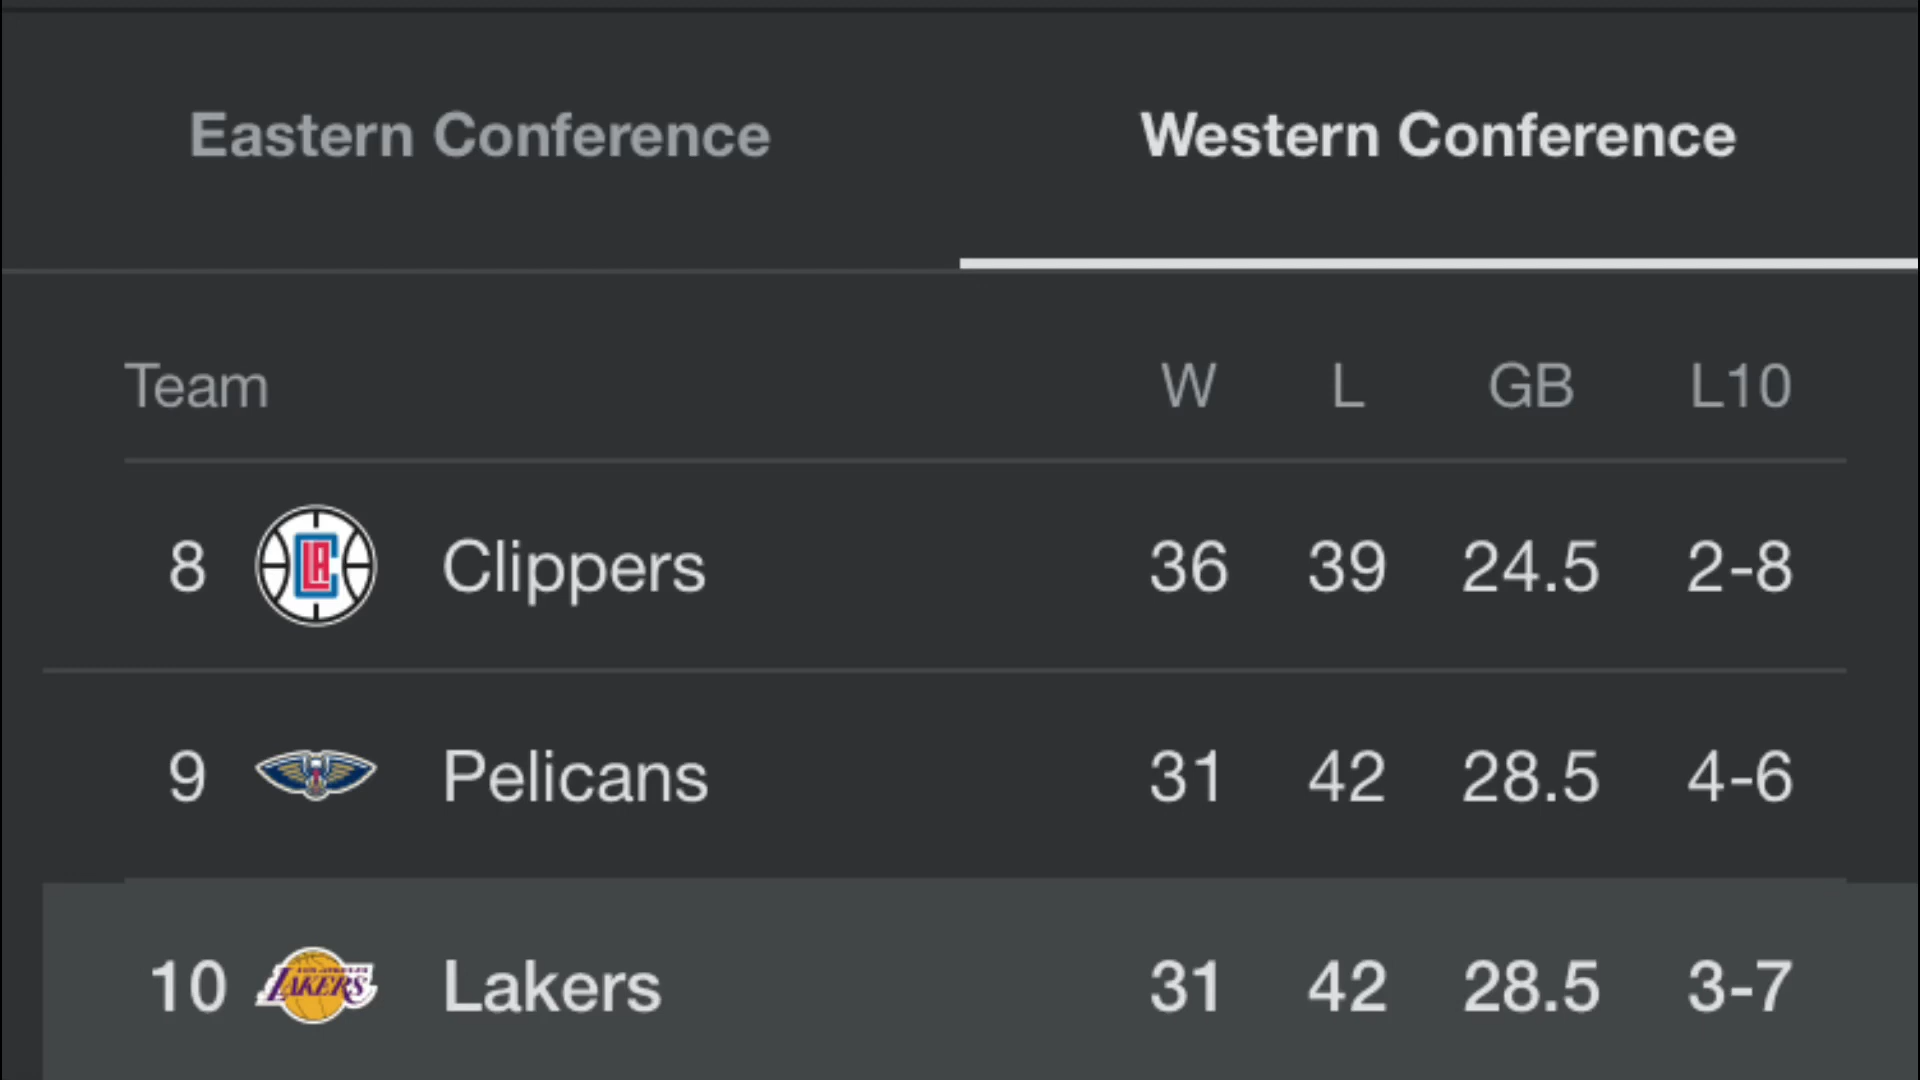 Eastern Conference Western Conference
Team W L GB L10
8 Clippers 36 39 24.5 2-8
9 Pelicans 31 42 28.5 4-6
10 LAKERS Lakers 31 42 28.5 3-7